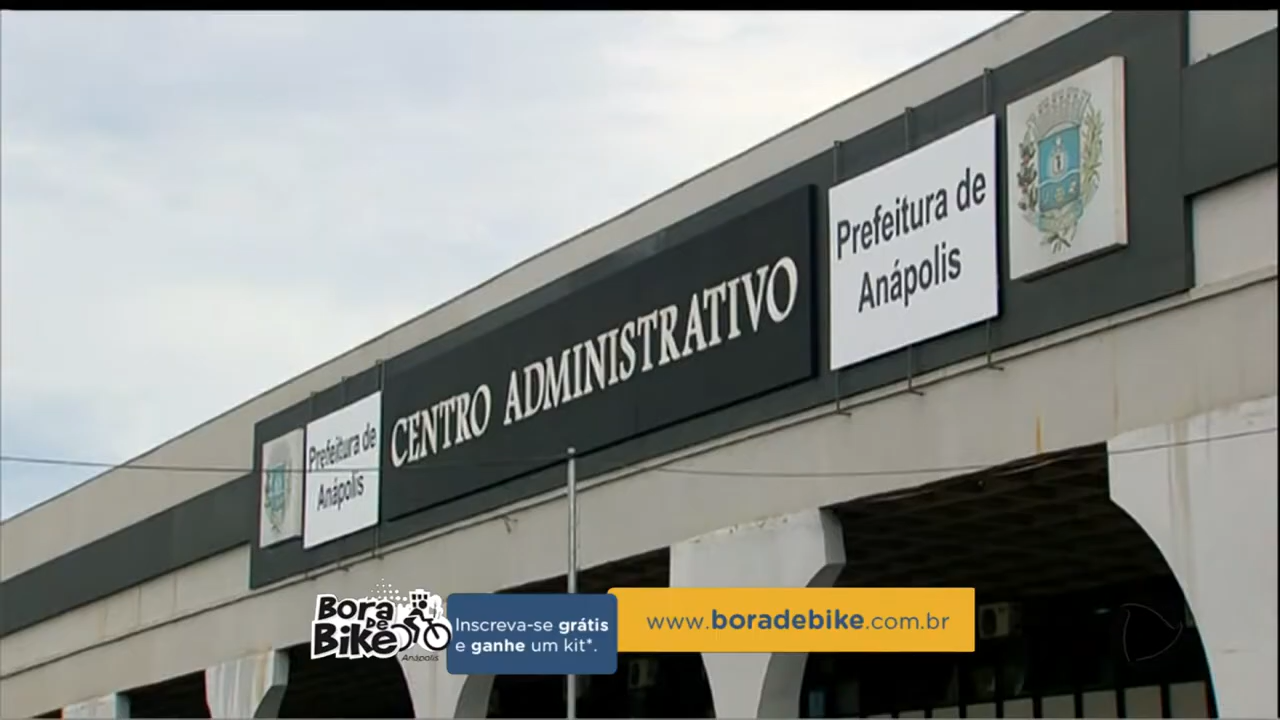 Prefeitura de
Anápolis
CENTRO ADMINISTRATIVO
Prefeitura de
Anápolis
Bora
DE
Bike
Anápolis
Inscreva-se grátis
e ganhe um kit*.
www.boradebike.com.br